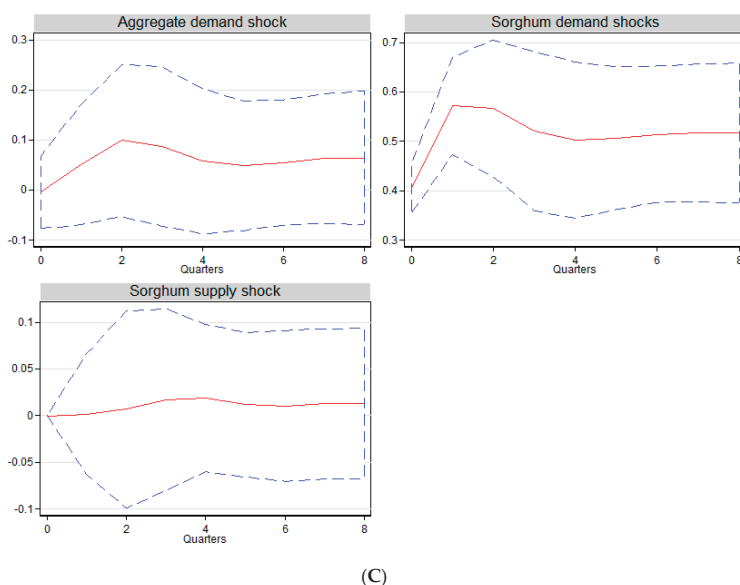 Aggregate demand shock
0.3
0.2
0.1
0
-0.1
0 2 4 6 8
Quarters
Sorghum demand shocks
0.7
0.6
0.5
0.4
0.3
0 2 4 6 8
Quarters
Sorghum supply shock
0.1
0.05
0
-0.05
-0.1
0 2 4 6 8
Quarters
(C)